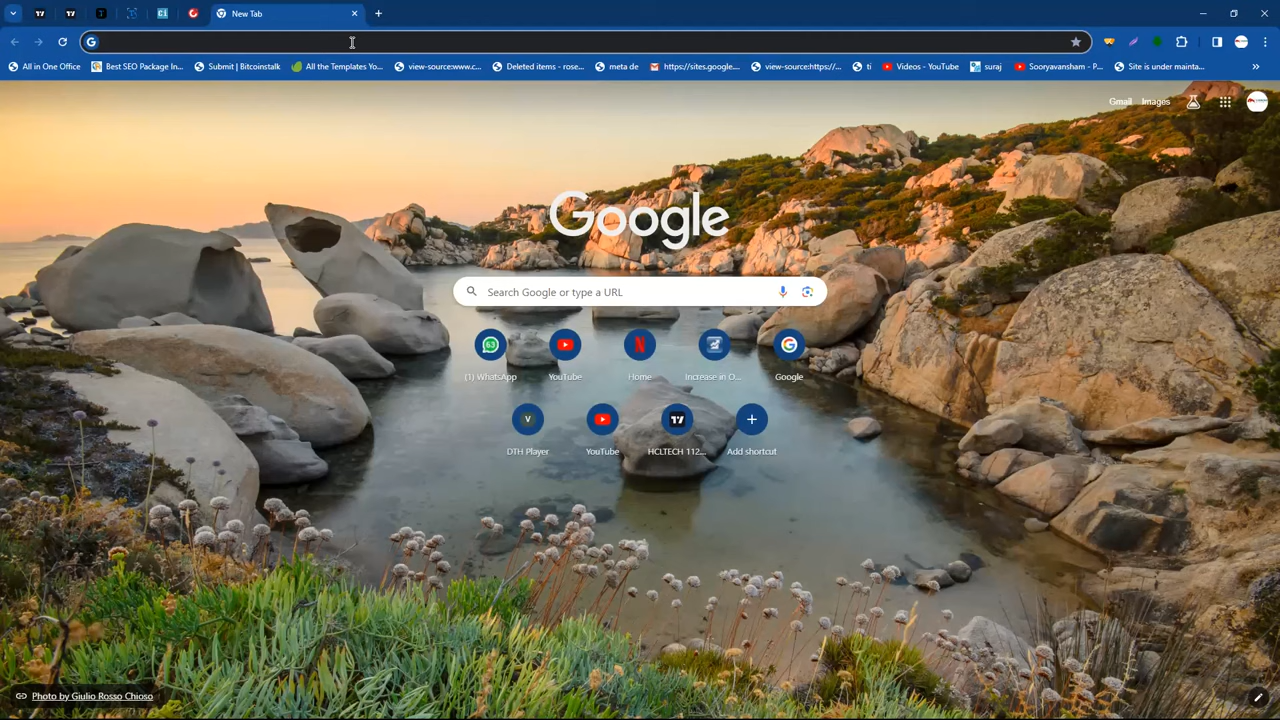 New Tab
All in One Office
Best SEO Package In...
Submit | Bitcoinstalk
All the Templates Yo...
view-source:www.c...
Deleted items - rose...
meta de
https://sites.google....
view-source:https://...
ti
Videos - YouTube
suraj
Sooryavansham - P...
Site is under mainta...
Gmail
Images
Google
Search Google or type a URL
63
(1) WhatsApp
YouTube
Home
Increase in O...
Google
V
DTH Player
YouTube
HCLTECH 112...
Add shortcut
Photo by Giulio Rosso Chioso